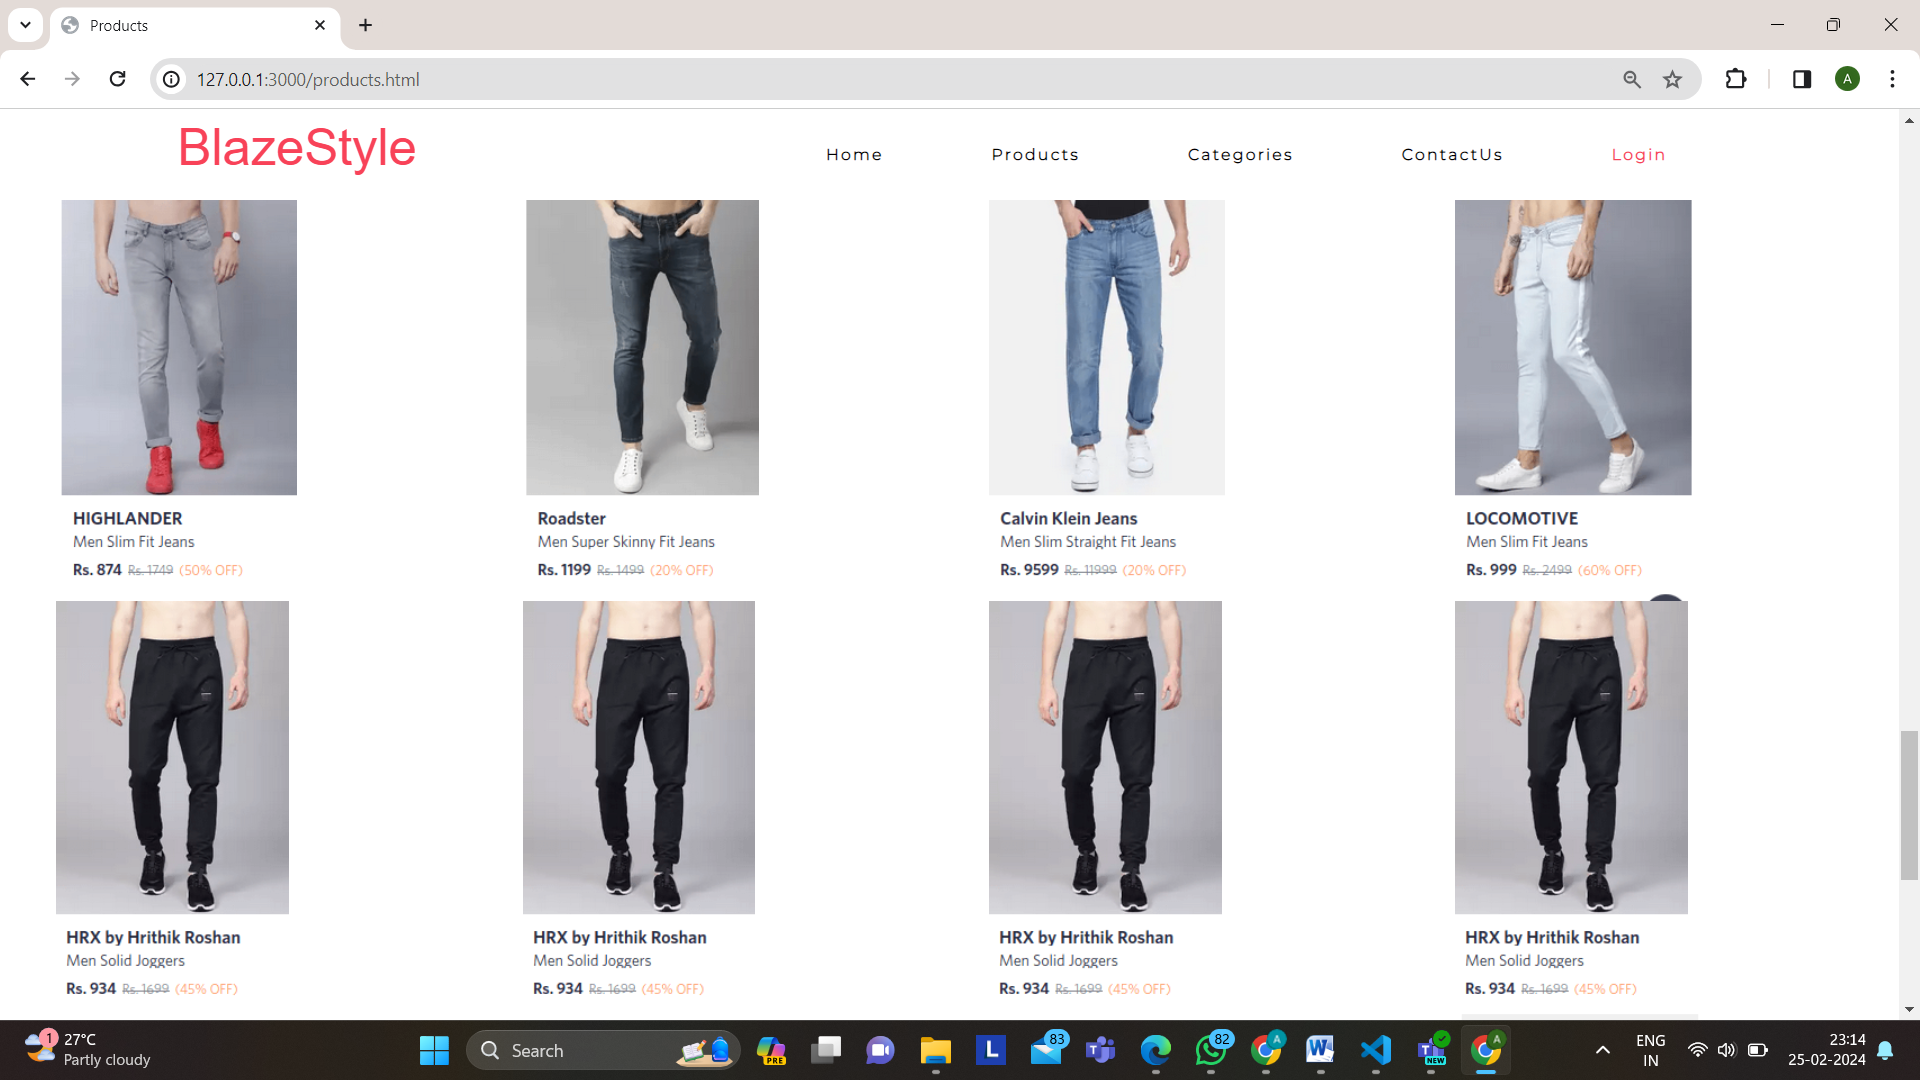 Products
127.0.0.1:3000/products.html
A
BlazeStyle
Home
Products
Categories
ContactUs
Login
HIGHLANDER
Men Slim Fit Jeans
Rs. 874 Rs. 1749 (50% OFF)
Roadster
Men Super Skinny Fit Jeans
Rs. 1199 Rs. 1499 (20% OFF)
Calvin Klein Jeans
Men Slim Straight Fit Jeans
Rs. 9599 Rs. 11999 (20% OFF)
LOCOMOTIVE
Men Slim Fit Jeans
Rs. 999 Rs. 2499 (60% OFF)
HRX by Hrithik Roshan
Men Solid Joggers
Rs. 934 Rs. 1699 (45% OFF)
HRX by Hrithik Roshan
Men Solid Joggers
Rs. 934 Rs. 1699 (45% OFF)
HRX by Hrithik Roshan
Men Solid Joggers
Rs. 934 Rs. 1699 (45% OFF)
HRX by Hrithik Roshan
Men Solid Joggers
Rs. 934 Rs. 1699 (45% OFF)
1
27°C
Partly cloudy
Search
PRE
L
83
T
82
A
W
T
NEW
A
ENG
IN
23:14
25-02-2024